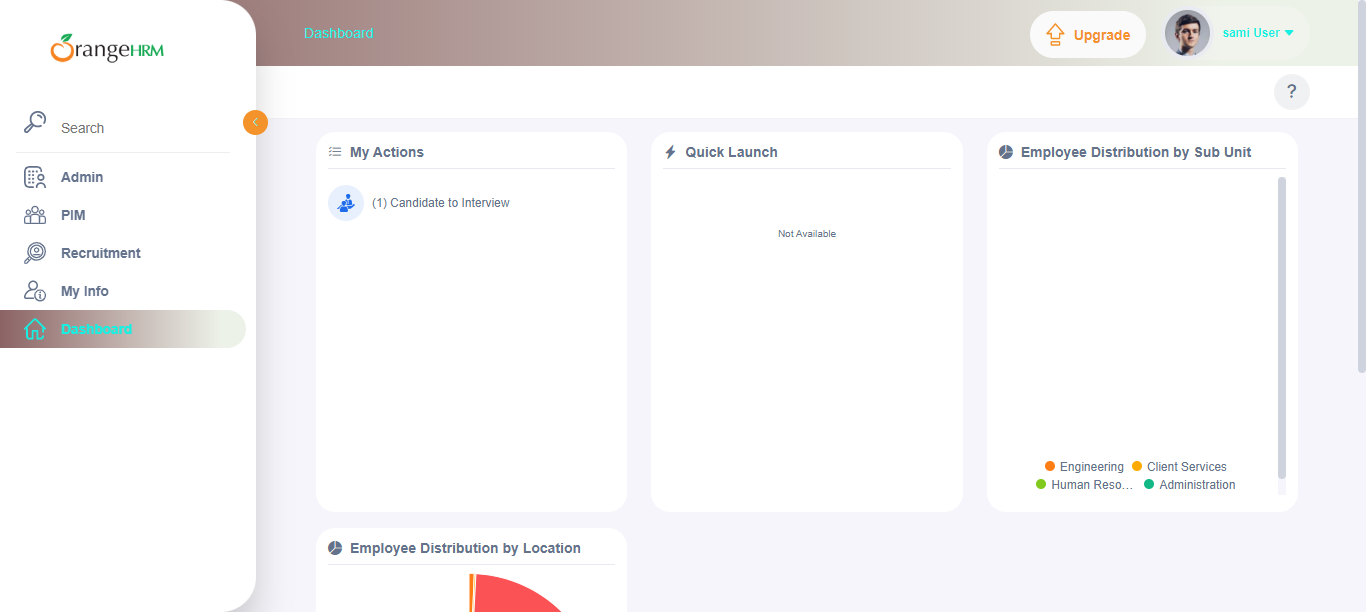 OrangeHRM
Dashboard
Upgrade
sami User
?
Search
Admin
PIM
Recruitment
My Info
Dashboard
My Actions
(1) Candidate to Interview
Quick Launch
Not Available
Employee Distribution by Sub Unit
Engineering
Client Services
Human Reso...
Administration
Employee Distribution by Location